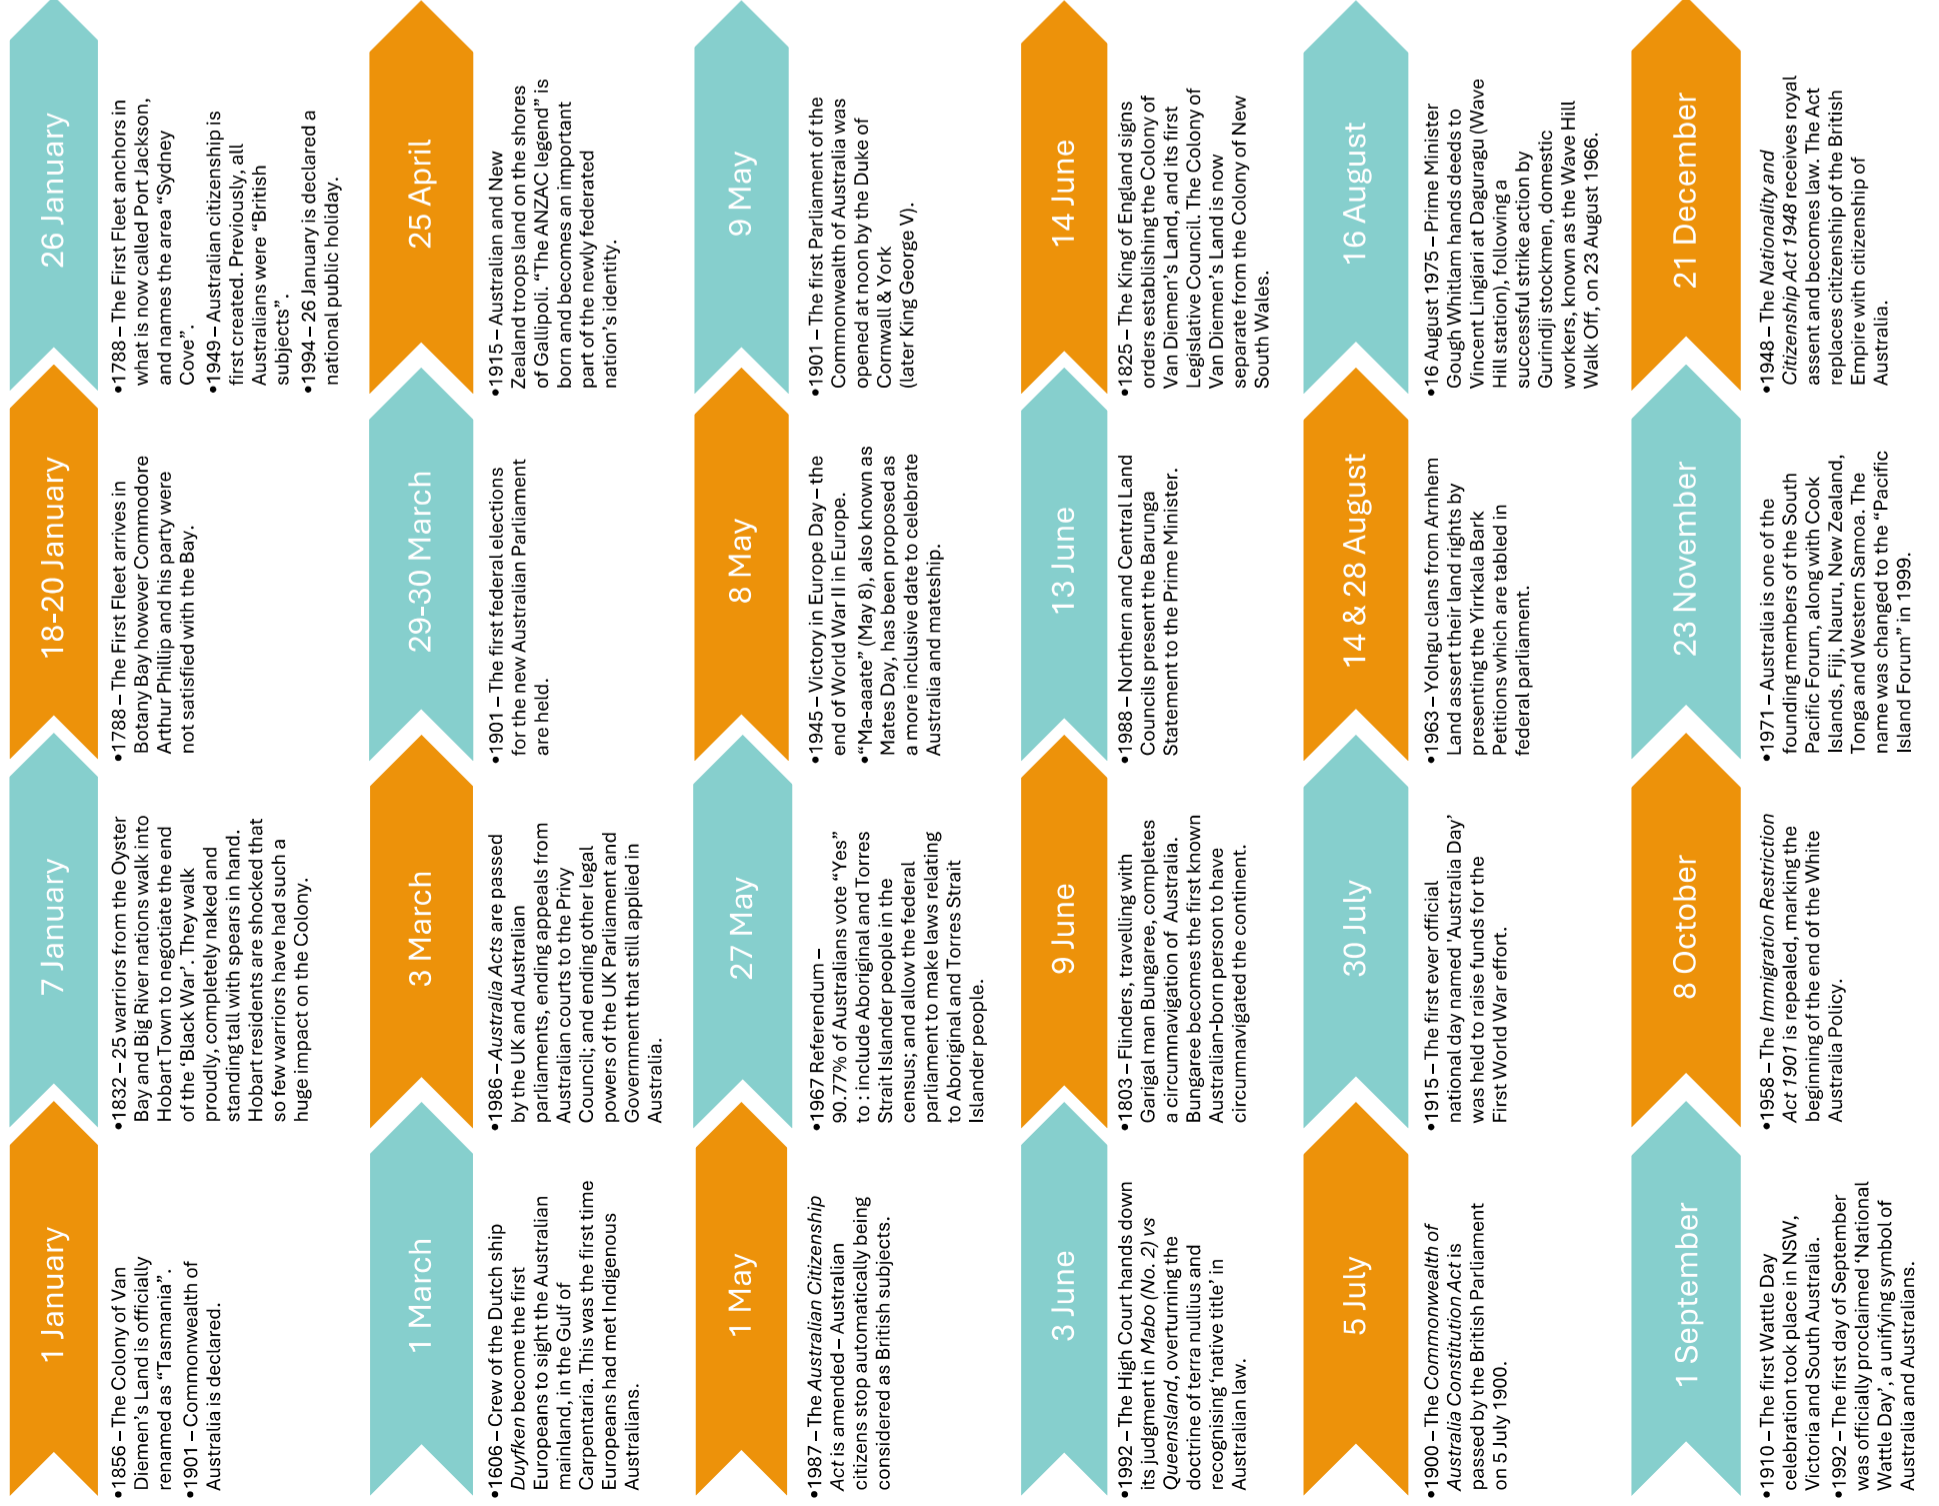 1 January
•1856 – The Colony of Van
Diemen’s Land is officially
renamed as “Tasmania”.
•1901 – Commonwealth of
Australia is declared.
7 January
•1832 – 25 warriors from the Oyster
Bay and Big River nations walk into
Hobart Town to negotiate the end
of the ‘Black War’. They walk
proudly, completely naked and
standing tall with spears in hand.
Hobart residents are shocked that
so few warriors have had such a
huge impact on the Colony.
18-20 January
•1788 – The First Fleet arrives in
Botany Bay however Commodore
Arthur Phillip and his party were
not satisfied with the Bay.
26 January
•1788 – The First Fleet anchors in
what is now called Port Jackson,
and names the area “Sydney
Cove”.
•1949 – Australian citizenship is
first created. Previously, all
Australians were “British
subjects”.
•1994 – 26 January is declared a
national public holiday.
1 March
•1606 – Crew of the Dutch ship
Duyfken become the first
Europeans to sight the Australian
mainland, in the Gulf of
Carpentaria. This was the first time
Europeans had met Indigenous
Australians.
3 March
•1986 – Australia Acts are passed
by the UK and Australian
parliaments, ending appeals from
Australian courts to the Privy
Council; and ending other legal
powers of the UK Parliament and
Government that still applied in
Australia.
29-30 March
•1901 – The first federal elections
for the new Australian Parliament
are held.
25 April
•1915 – Australian and New
Zealand troops land on the shores
of Gallipoli. “The ANZAC legend” is
born and becomes an important
part of the newly federated
nation’s identity.
1 May
•1987 – The Australian Citizenship
Act is amended – Australian
citizens stop automatically being
considered as British subjects.
27 May
•1967 Referendum –
90.77% of Australians vote “Yes”
to : include Aboriginal and Torres
Strait Islander people in the
census; and allow the federal
parliament to make laws relating
to Aboriginal and Torres Strait
Islander people.
8 May
•1945 – Victory in Europe Day – the
end of World War II in Europe.
•“Ma-aaate” (May 8), also known as
Mates Day, has been proposed as
a more inclusive date to celebrate
Australia and mateship.
9 May
•1901 – The first Parliament of the
Commonwealth of Australia was
opened at noon by the Duke of
Cornwall & York
(later King George V).
3 June
•1992 – The High Court hands down
its judgment in Mabo (No. 2) vs
Queensland, overturning the
doctrine of terra nullius and
recognising ‘native title’ in
Australian law.
9 June
•1803 – Flinders, travelling with
Garigal man Bungaree, completes
a circumnavigation of Australia.
Bungaree becomes the first known
Australian-born person to have
circumnavigated the continent.
13 June
•1988 – Northern and Central Land
Councils present the Barunga
Statement to the Prime Minister.
14 June
•1825 – The King of England signs
orders establishing the Colony of
Van Diemen’s Land, and its first
Legislative Council. The Colony of
Van Diemen’s Land is now
separate from the Colony of New
South Wales.
5 July
•1900 – The Commonwealth of
Australia Constitution Act is
passed by the British Parliament
on 5 July 1900.
30 July
•1915 – The first ever official
national day named ’Australia Day’
was held to raise funds for the
First World War effort.
14 & 28 August
•1963 – Yolngu clans from Arnhem
Land assert their land rights by
presenting the Yirrkala Bark
Petitions which are tabled in
federal parliament.
16 August
•16 August 1975 – Prime Minister
Gough Whitlam hands deeds to
Vincent Lingiari at Daguragu (Wave
Hill station), following a
successful strike action by
Gurindji stockmen, domestic
workers, known as the Wave Hill
Walk Off, on 23 August 1966.
1 September
•1910 – The first Wattle Day
celebration took place in NSW,
Victoria and South Australia.
•1992 – The first day of September
was officially proclaimed ‘National
Wattle Day’, a unifying symbol of
Australia and Australians.
8 October
•1958 – The Immigration Restriction
Act 1901 is repealed, marking the
beginning of the end of the White
Australia Policy.
23 November
•1971 – Australia is one of the
founding members of the South
Pacific Forum, along with Cook
Islands, Fiji, Nauru, New Zealand,
Tonga and Western Samoa. The
name was changed to the “Pacific
Island Forum” in 1999.
21 December
•1948 – The Nationality and
Citizenship Act 1948 receives royal
assent and becomes law. The Act
replaces citizenship of the British
Empire with citizenship of
Australia.